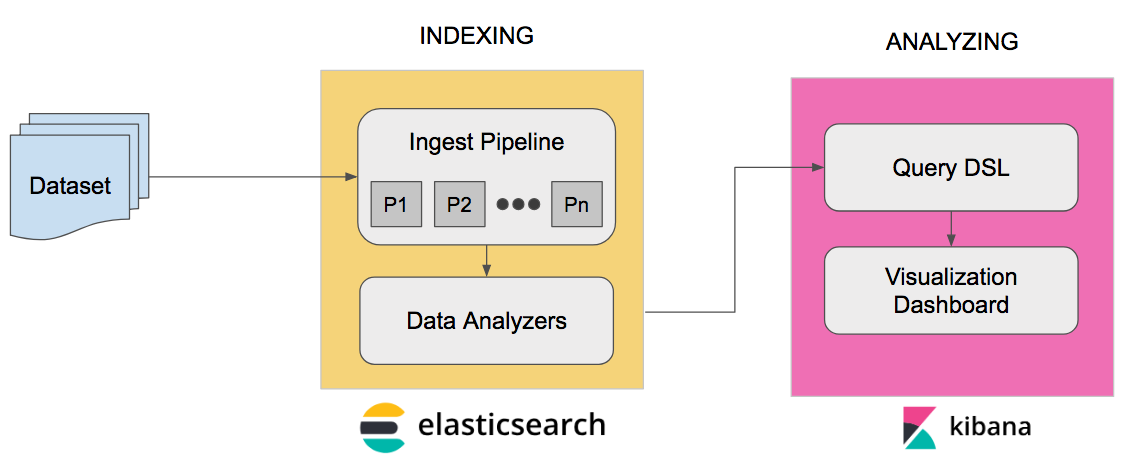 INDEXING
ANALYZING
Dataset
Ingest Pipeline
P1 P2 Pn
Data Analyzers
Query DSL
Visualization
Dashboard
elasticsearch
kibana